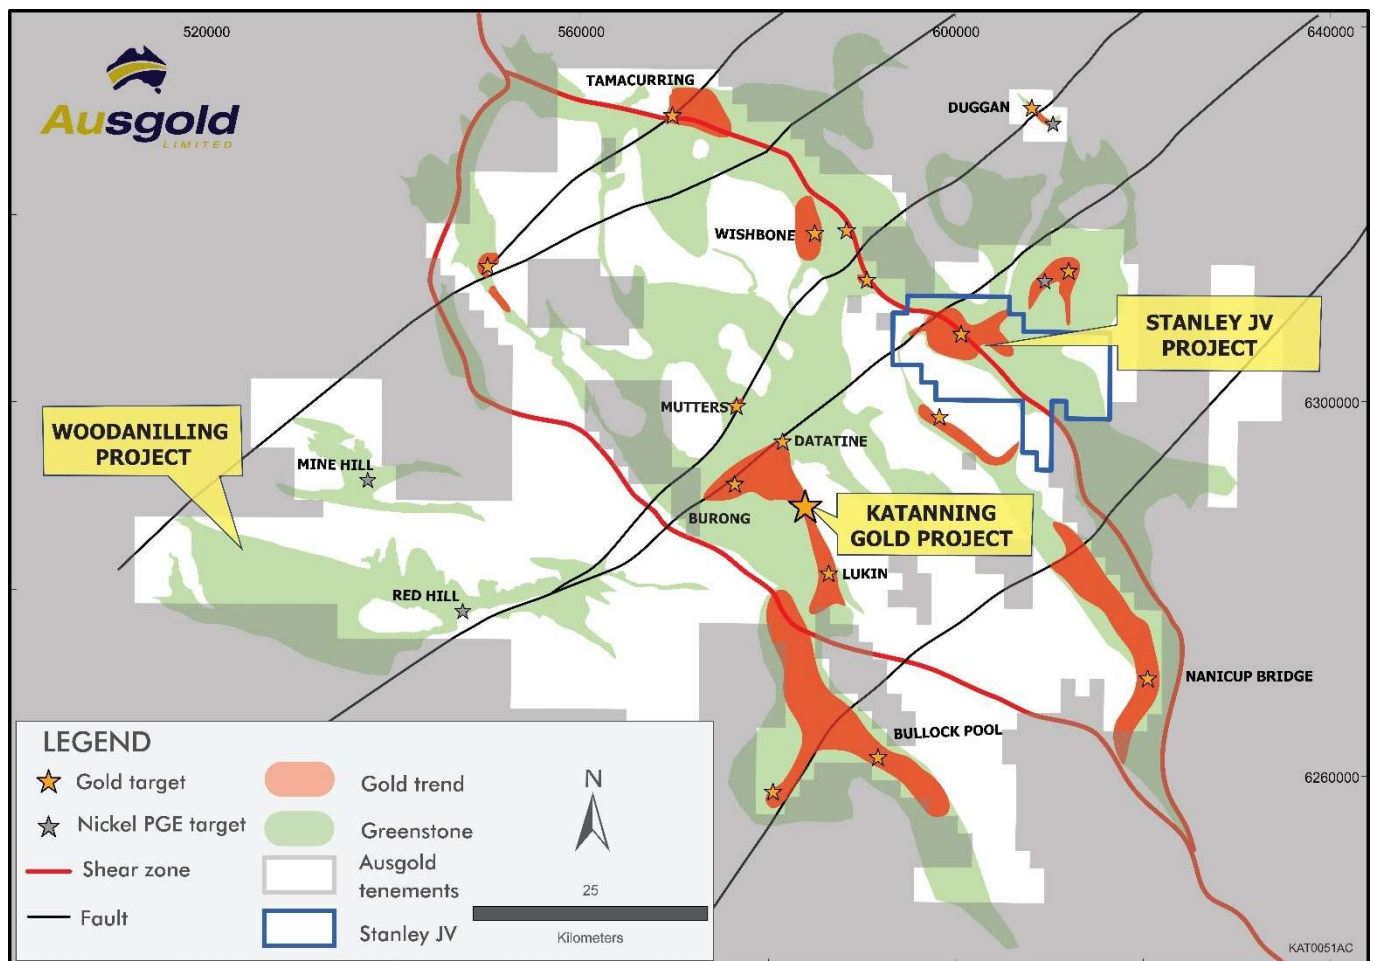 520000
560000
600000
640000
Ausgold
LIMITED
TAMACURRING
DUGGAN
WISHBONE
STANLEY JV
PROJECT
MUTTERS
6300000
WOODANILLING
PROJECT
DATATINE
MINE HILL
BURONG
KATANNING
GOLD PROJECT
LUKIN
RED HILL
NANICUP BRIDGE
BULLOCK POOL
6260000
LEGEND
Gold target
Nickel PGE target
Shear zone
Fault
Gold trend
Greenstone
Ausgold
tenements
Stanley JV
N
25
Kilometers
KAT0051AC